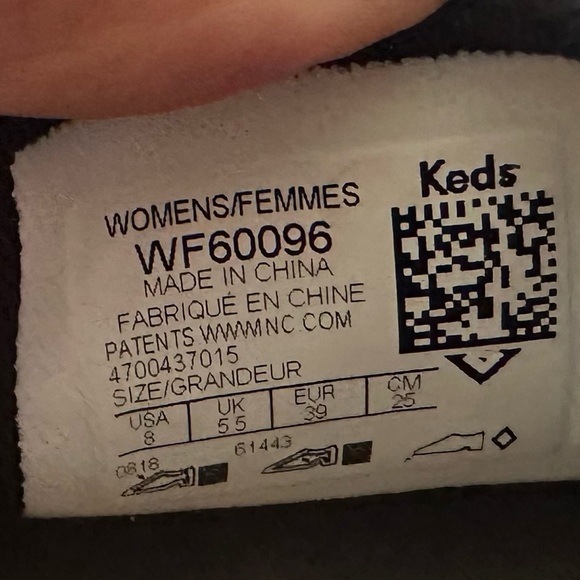 Keds
WOMENS/FEMMES
WF60096
MADE IN CHINA
FABRIQUÉ EN CHINE
PATENTS WWWINC.COM
4700437015
SIZE/GRANDEUR
USA UK EUR CM
8 5.5 39 25
0818 61443